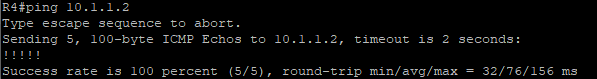 R4#ping 10.1.1.2
Type escape sequence to abort.
Sending 5, 100-byte ICMP Echos to 10.1.1.2, timeout is 2 seconds:
!!!!!
Success rate is 100 percent (5/5), round-trip min/avg/max = 32/76/156 ms